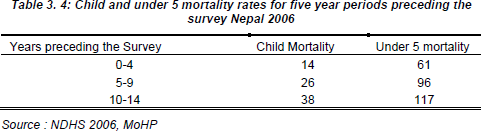 Table 3. 4: Child and under 5 mortality rates for five year periods preceding the
survey Nepal 2006
Years preceding the Survey Child Mortality Under 5 mortality
0-4 14 61
5-9 26 96
10-14 38 117
Source : NDHS 2006, MoHP